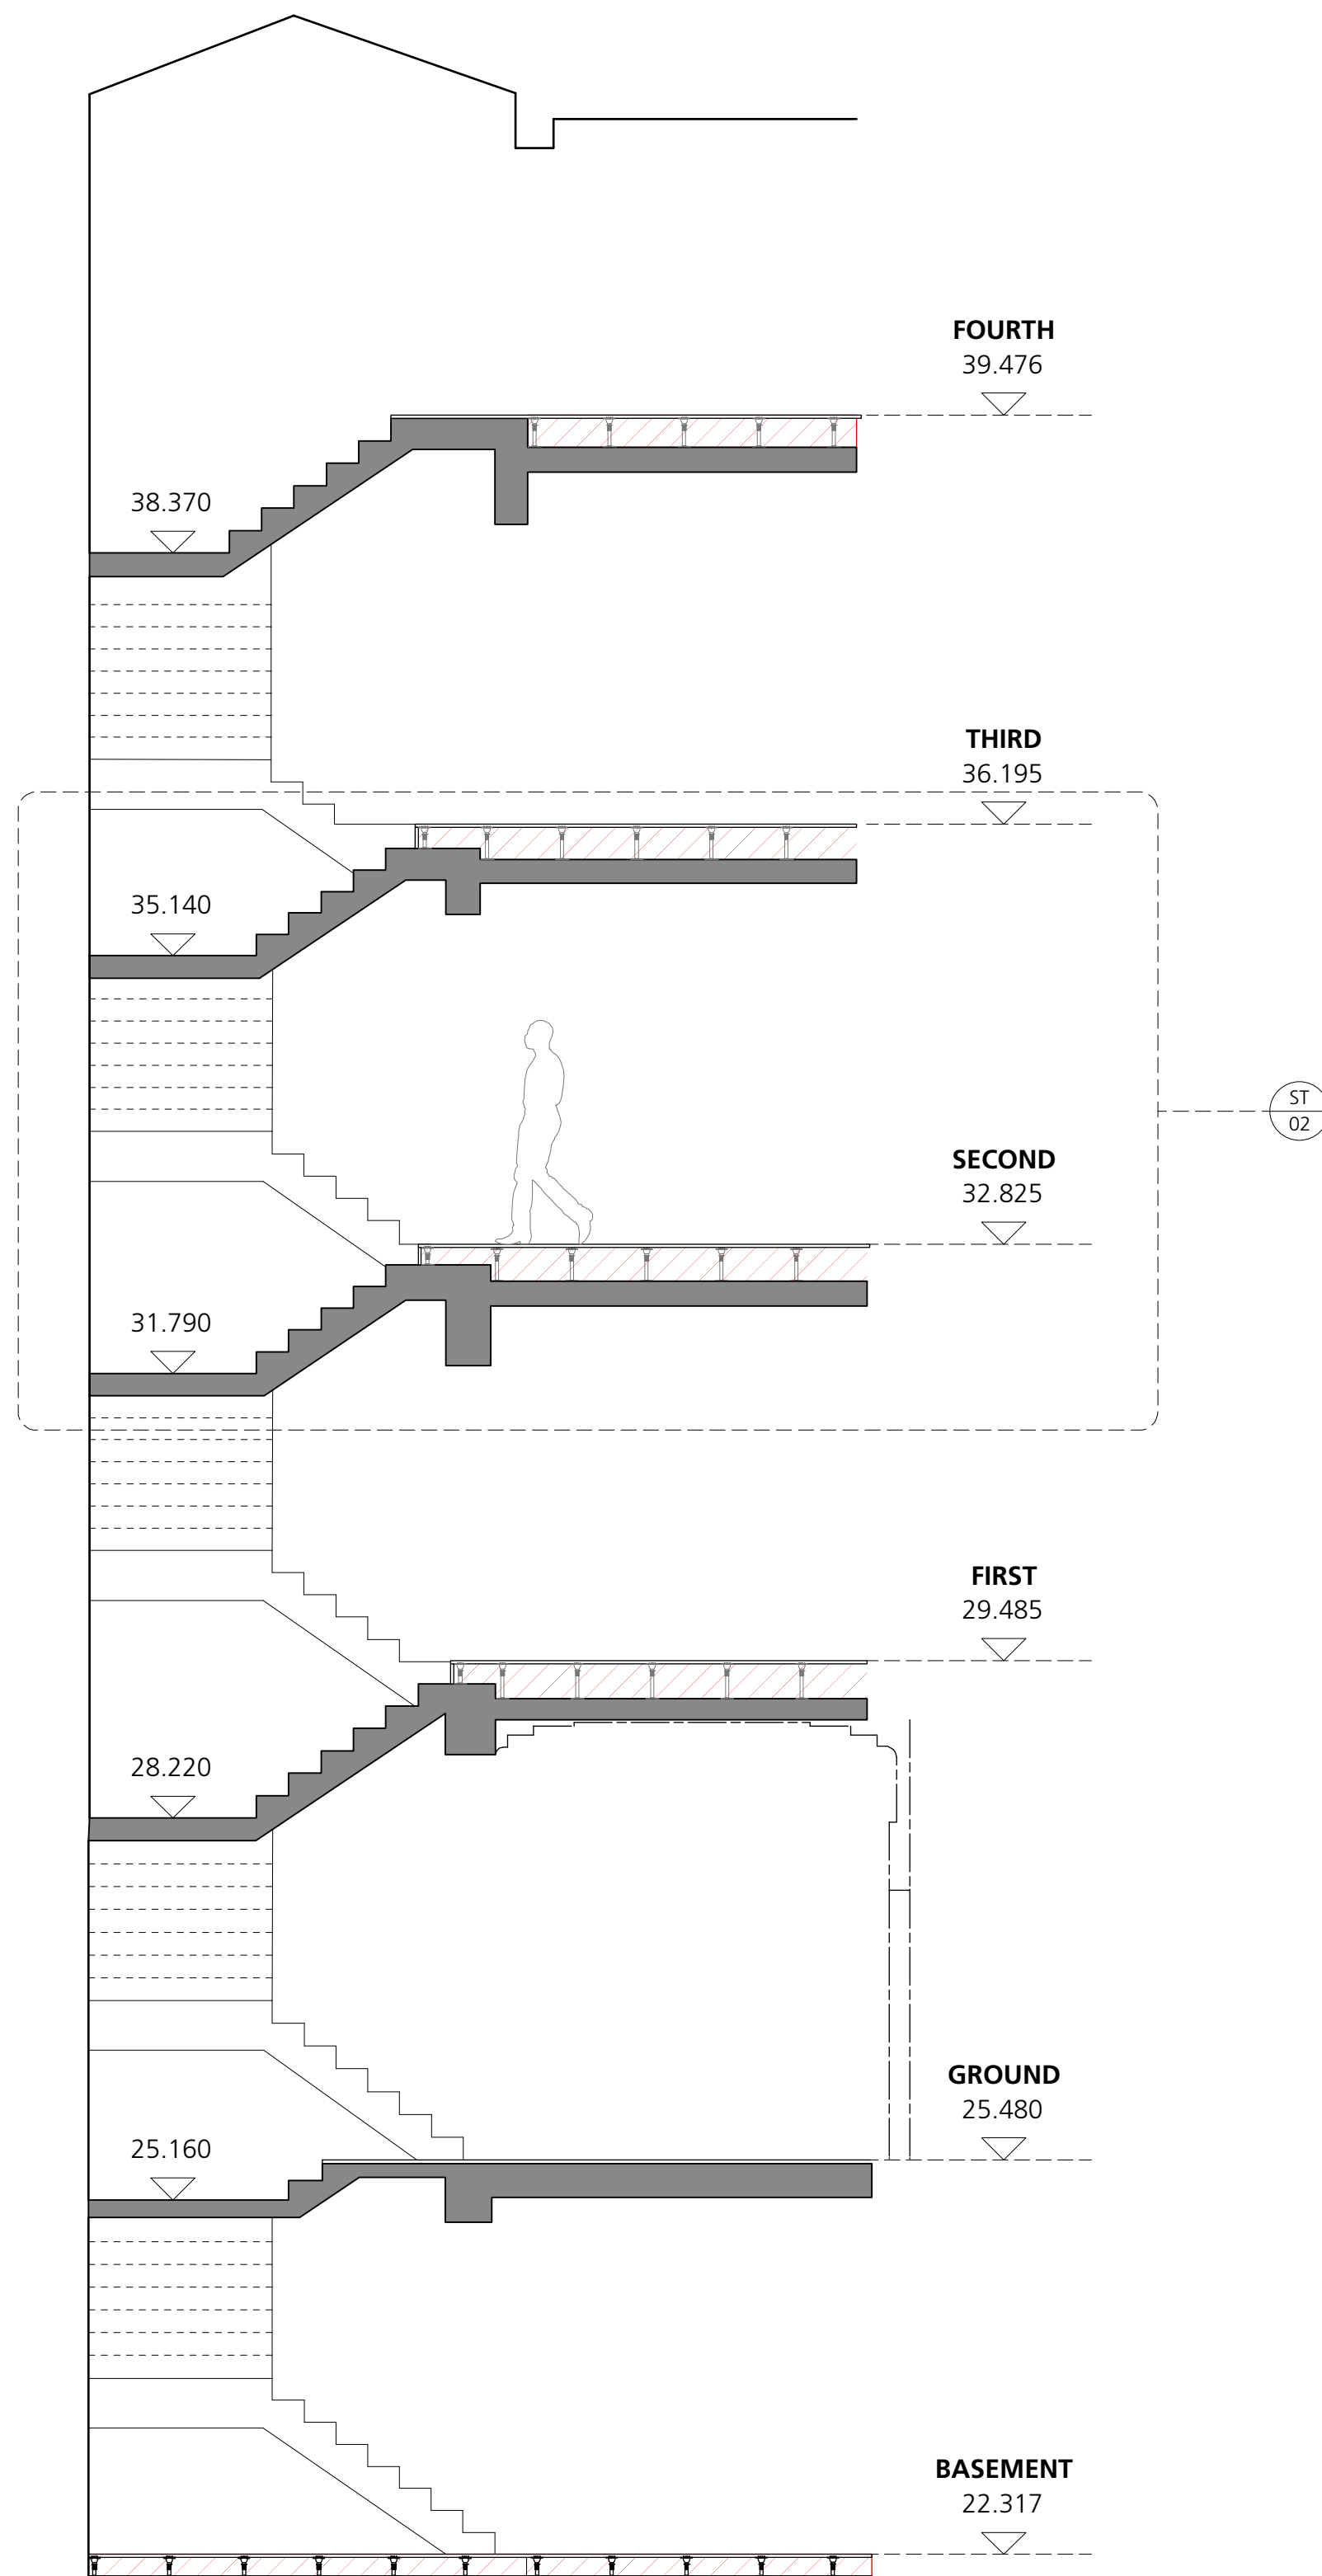 FOURTH
39.476
38.370
THIRD
36.195
35.140
ST
02
SECOND
32.825
31.790
FIRST
29.485
28.220
GROUND
25.480
25.160
BASEMENT
22.317